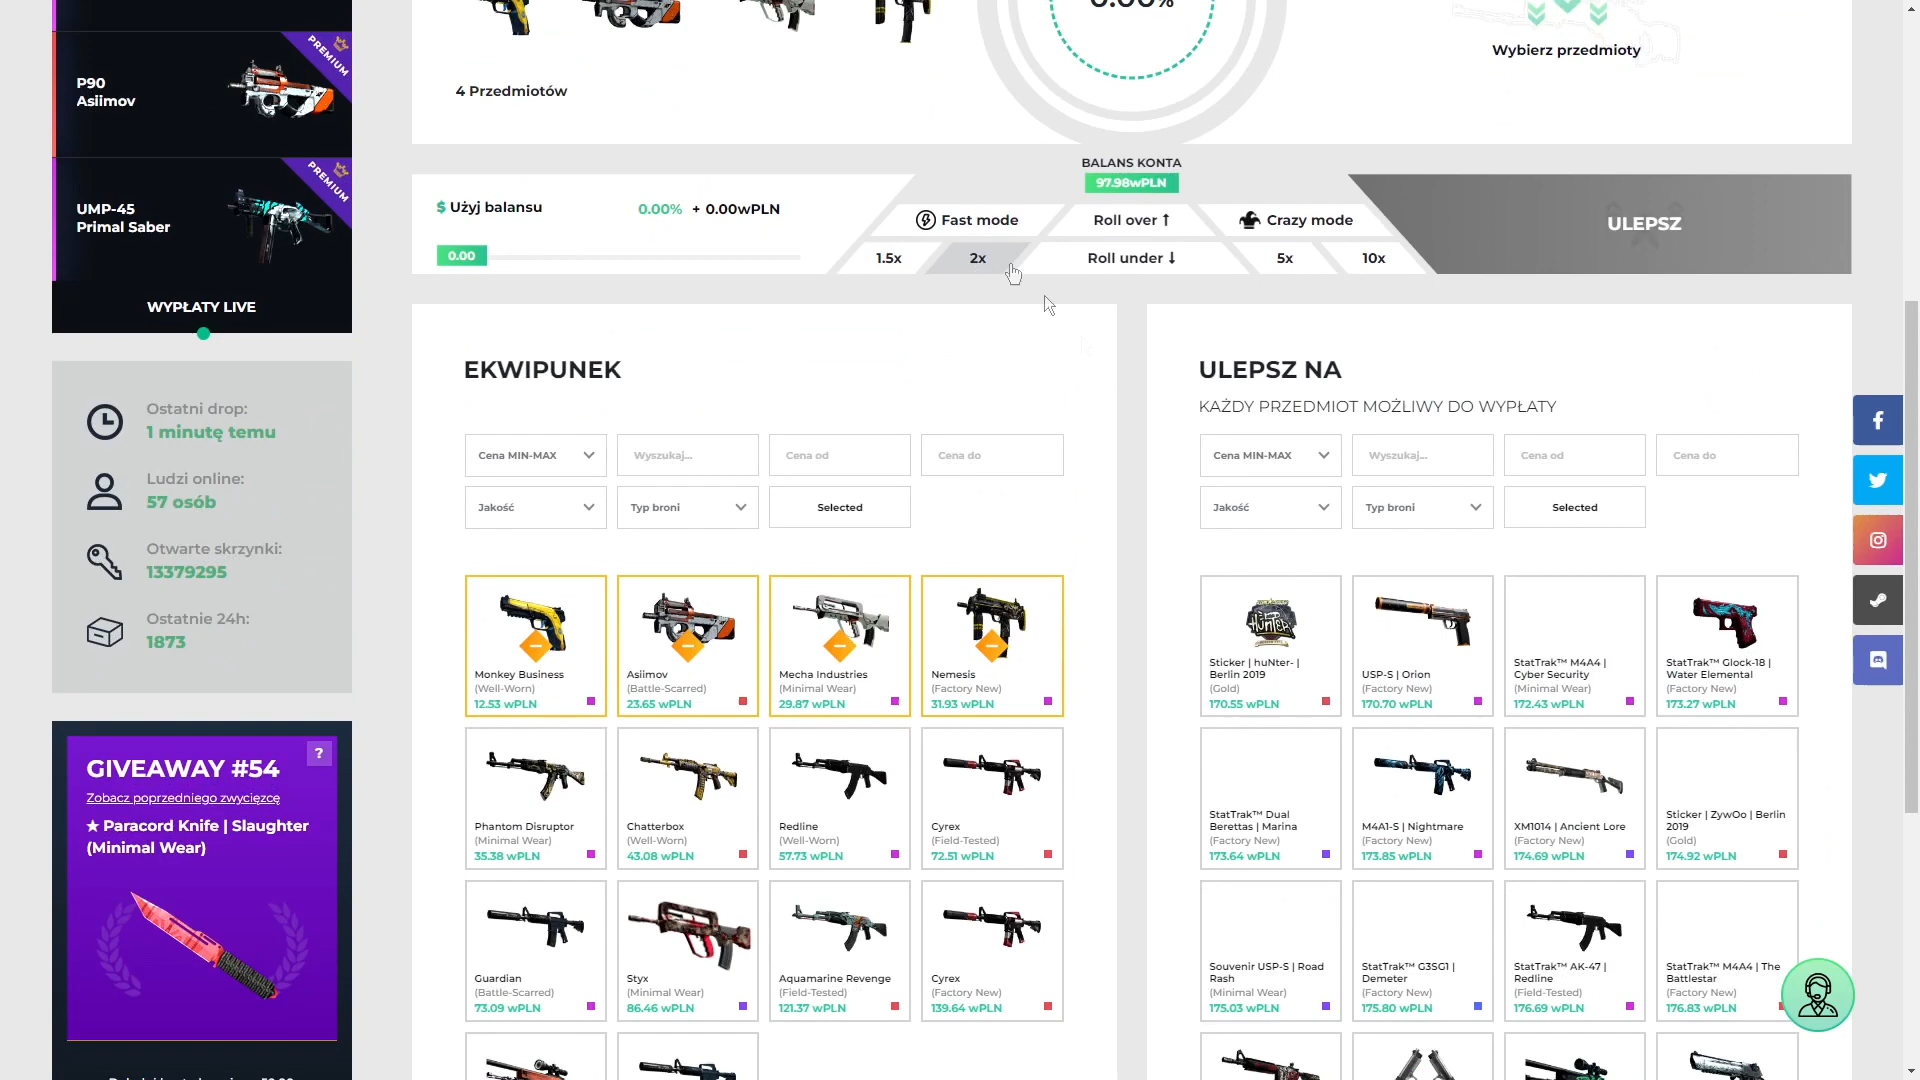 P90
Asiimov
PREMIUM
UMP-45
Primal Saber
PREMIUM
WYPŁATY LIVE
Ostatni drop:
1 minutę temu
Ludzi online:
57 osób
Otwarte skrzynki:
13379295
Ostatnie 24h:
1873
GIVEAWAY #54
?
Zobacz poprzedniego zwycięzcę
★ Paracord Knife | Slaughter
(Minimal Wear)
4 Przedmiotów
0.00%
Wybierz przedmioty
BALANS KONTA
97.98wPLN
$ Użyj balansu
0.00% + 0.00wPLN
0.00
Fast mode
Roll over ↑
Crazy mode
1.5x
2x
Roll under ↓
5x
10x
ULEPSZ
EKWIPUNEK
Cena MIN-MAX
Wyszukaj...
Cena od
Cena do
Jakość
Typ broni
Selected
Monkey Business
(Well-Worn)
12.53 wPLN
Asiimov
(Battle-Scarred)
23.65 wPLN
Mecha Industries
(Minimal Wear)
29.87 wPLN
Nemesis
(Factory New)
31.93 wPLN
Phantom Disruptor
(Minimal Wear)
35.38 wPLN
Chatterbox
(Well-Worn)
43.08 wPLN
Redline
(Well-Worn)
57.73 wPLN
Cyrex
(Field-Tested)
72.51 wPLN
Guardian
(Battle-Scarred)
73.09 wPLN
Styx
(Minimal Wear)
86.46 wPLN
Aquamarine Revenge
(Field-Tested)
121.37 wPLN
Cyrex
(Factory New)
139.64 wPLN
ULEPSZ NA
KAŻDY PRZEDMIOT MOŻLIWY DO WYPŁATY
Cena MIN-MAX
Wyszukaj...
Cena od
Cena do
Jakość
Typ broni
Selected
Sticker | huNter- |
Berlin 2019
(Gold)
170.55 wPLN
USP-S | Orion
(Factory New)
170.70 wPLN
StatTrak™ M4A4 |
Cyber Security
(Minimal Wear)
172.43 wPLN
StatTrak™ Glock-18 |
Water Elemental
(Factory New)
173.27 wPLN
StatTrak™ Dual
Berettas | Marina
(Factory New)
173.64 wPLN
M4A1-S | Nightmare
(Factory New)
173.85 wPLN
XM1014 | Ancient Lore
(Factory New)
174.69 wPLN
Sticker | ZywOo | Berlin
2019
(Gold)
174.92 wPLN
Souvenir USP-S | Road
Rash
(Minimal Wear)
175.03 wPLN
StatTrak™ G3SG1 |
Demeter
(Factory New)
175.80 wPLN
StatTrak™ AK-47 |
Redline
(Field-Tested)
176.69 wPLN
StatTrak™ M4A4 | The
Battlestar
(Factory New)
176.83 wPLN